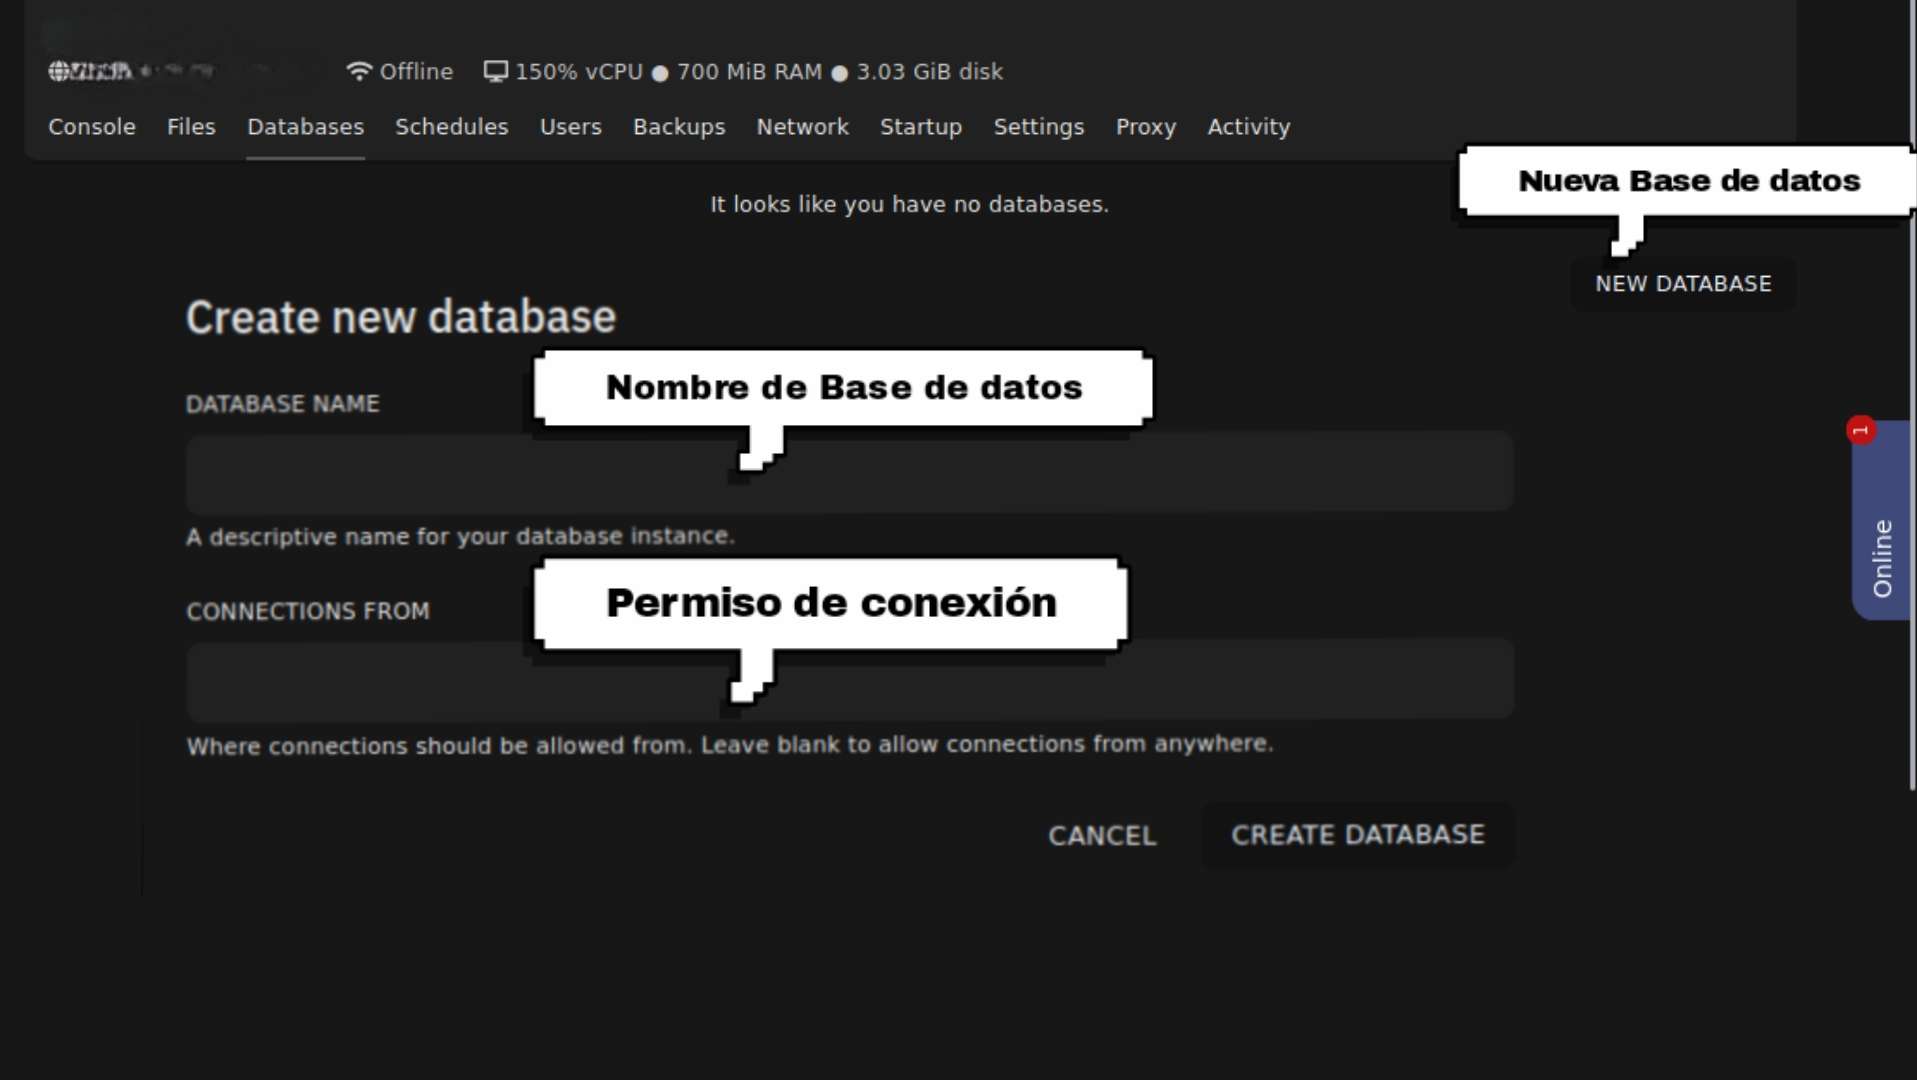 Offline 150% vCPU ● 700 MiB RAM ● 3.03 GiB disk
Console Files Databases Schedules Users Backups Network Startup Settings Proxy Activity
Nueva Base de datos
It looks like you have no databases.
NEW DATABASE
Create new database
Nombre de Base de datos
DATABASE NAME
1
A descriptive name for your database instance.
Online
Permiso de conexión
CONNECTIONS FROM
Where connections should be allowed from. Leave blank to allow connections from anywhere.
CANCEL CREATE DATABASE